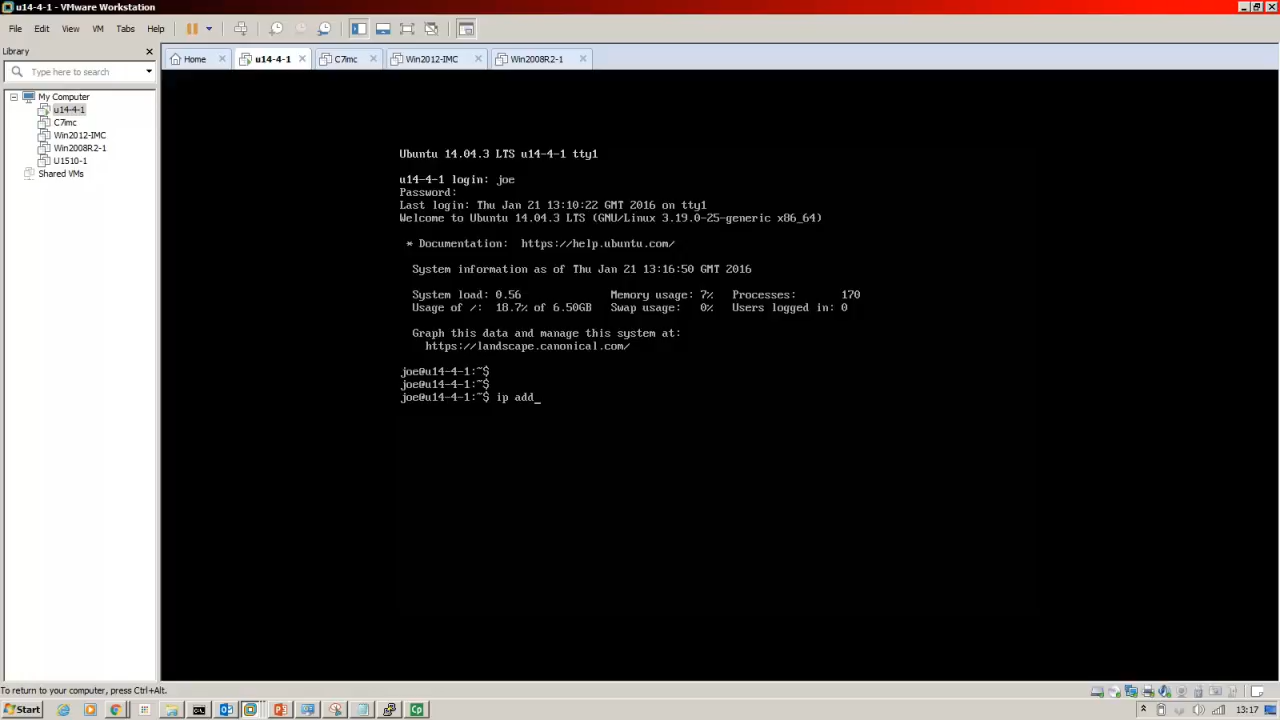 u14-4-1 - VMware Workstation
File Edit View VM Tabs Help
Library
Type here to search
My Computer
u14-4-1
C7imc
Win2012-IMC
Win2008R2-1
U1510-1
Shared VMs
Home u14-4-1 C7imc Win2012-IMC Win2008R2-1
Ubuntu 14.04.3 LTS u14-4-1 tty1
u14-4-1 login: joe
Password:
Last login: Thu Jan 21 13:10:22 GMT 2016 on tty1
Welcome to Ubuntu 14.04.3 LTS (GNU/Linux 3.19.0-25-generic x86_64)
* Documentation: https://help.ubuntu.com/
System information as of Thu Jan 21 13:16:50 GMT 2016
System load: 0.56 Memory usage: 7% Processes: 170
Usage of /: 18.7% of 6.50GB Swap usage: 0% Users logged in: 0
Graph this data and manage this system at:
https://landscape.canonical.com/
joe@u14-4-1:~$
joe@u14-4-1:~$
joe@u14-4-1:~$ ip add_
To return to your computer, press Ctrl+Alt.
Start 13:17